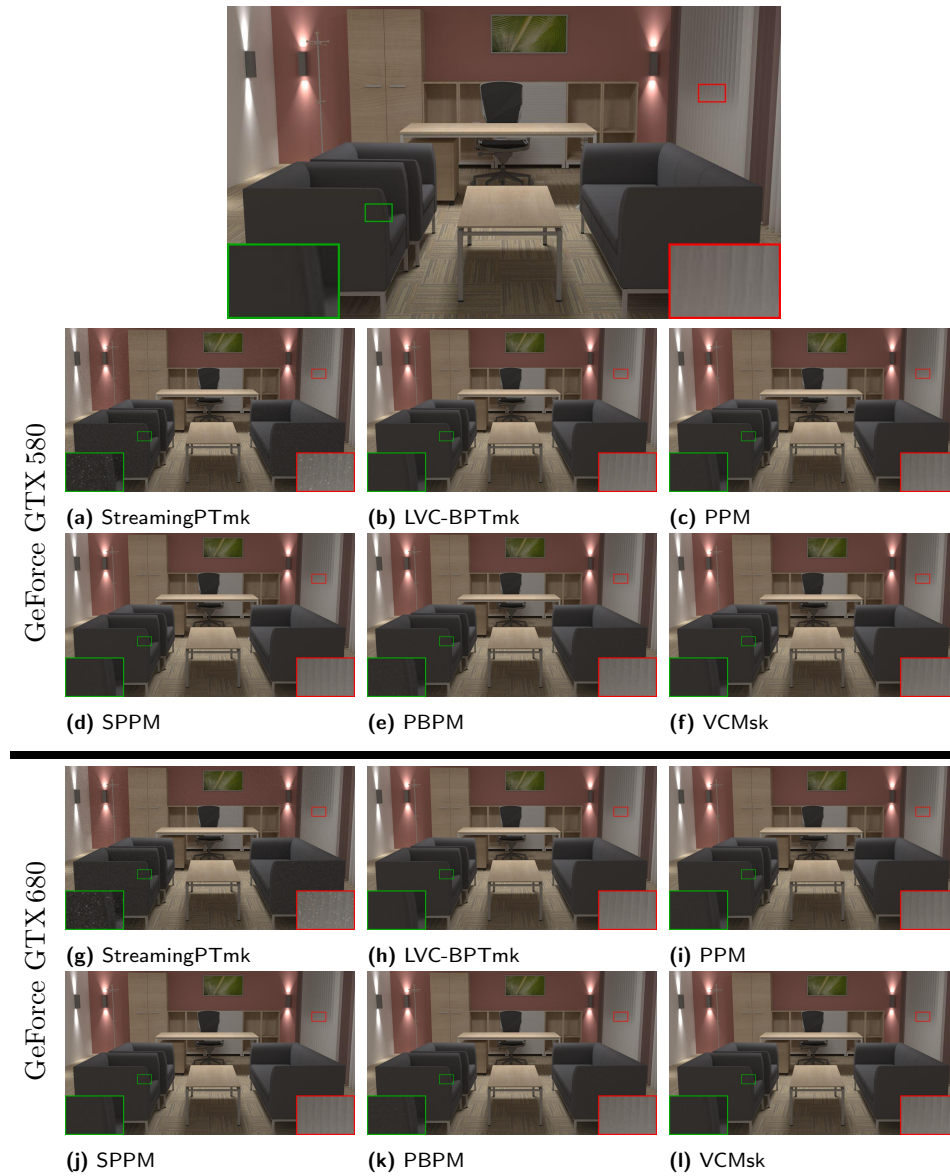 GeForce GTX 580
(a) StreamingPTmk
(b) LVC-BPTmk
(c) PPM
(d) SPPM
(e) PBPM
(f) VCMsk
GeForce GTX 680
(g) StreamingPTmk
(h) LVC-BPTmk
(i) PPM
(j) SPPM
(k) PBPM
(l) VCMsk